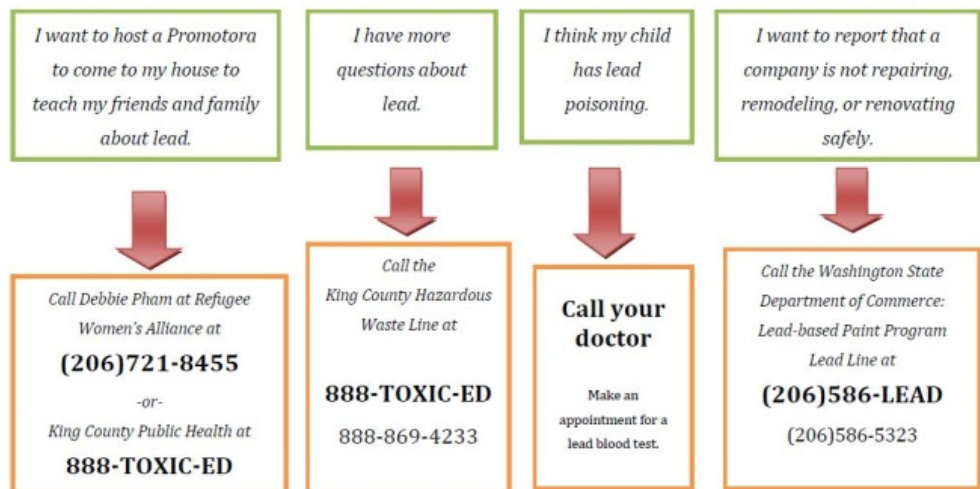 I want to host a Promotora
to come to my house to
teach my friends and family
about lead.
I have more
questions about
lead.
I think my child
has lead
poisoning.
I want to report that a
company is not repairing,
remodeling, or renovating
safely.
Call Debbie Pham at Refugee
Women's Alliance at
(206)721-8455
-or-
King County Public Health at
888-TOXIC-ED
Call the
King County Hazardous
Waste Line at
888-TOXIC-ED
888-869-4233
Call your
doctor
Make an
appointment for a
lead blood test.
Call the Washington State
Department of Commerce:
Lead-based Paint Program
Lead Line at
(206)586-LEAD
(206)586-5323